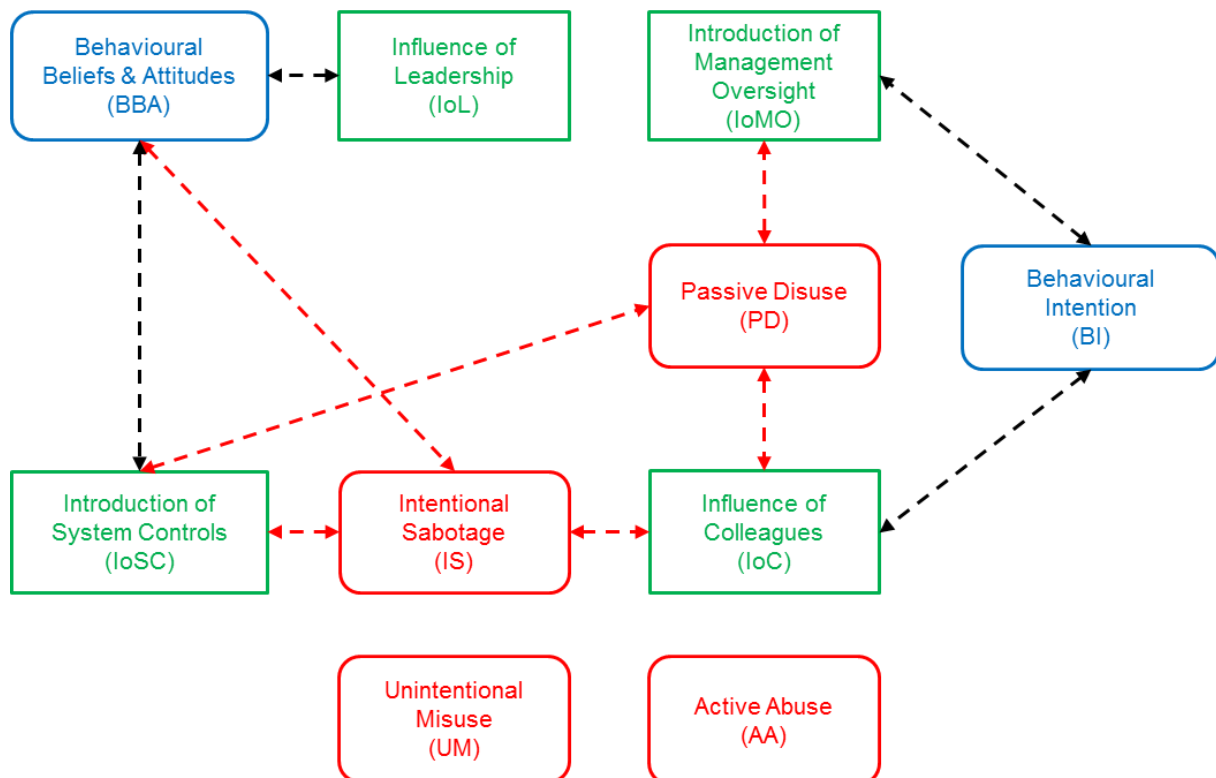 Behavioural
Beliefs & Attitudes
(BBA)
Influence of
Leadership
(IoL)
Introduction of
Management
Oversight
(IoMO)
Passive Disuse
(PD)
Behavioural
Intention
(BI)
Introduction of
System Controls
(IoSC)
Intentional
Sabotage
(IS)
Influence of
Colleagues
(IoC)
Unintentional
Misuse
(UM)
Active Abuse
(AA)